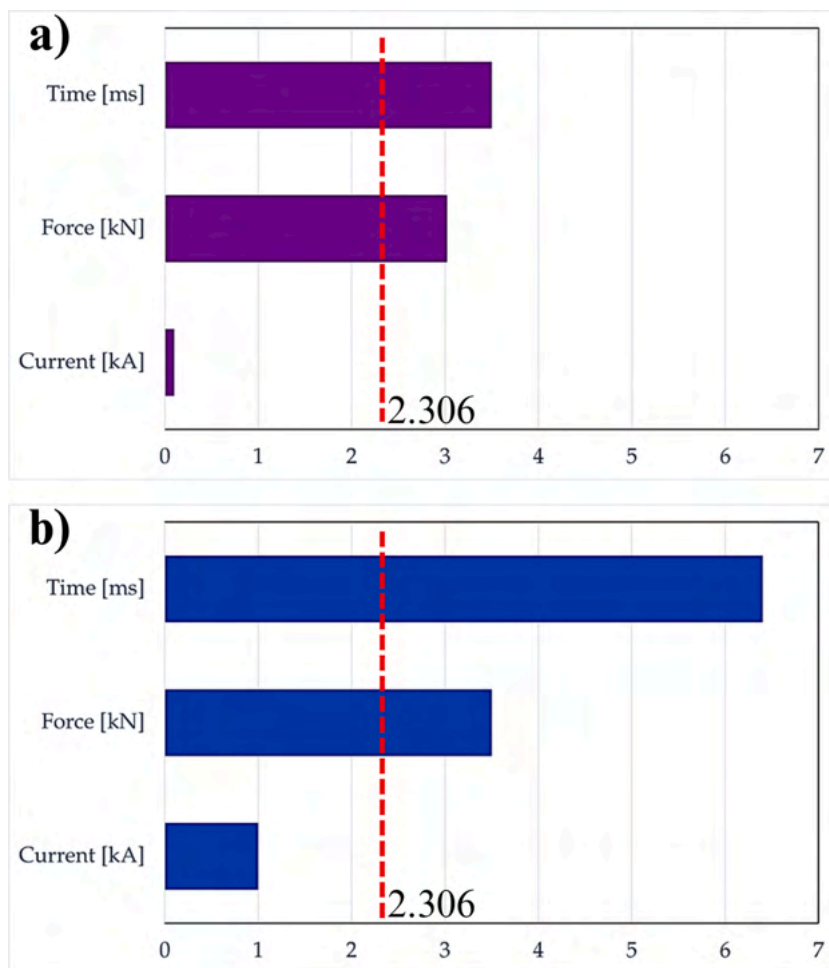 a)
Time [ms]
Force [kN]
Current [kA]
2.306
0 1 2 3 4 5 6 7
b)
Time [ms]
Force [kN]
Current [kA]
2.306
0 1 2 3 4 5 6 7